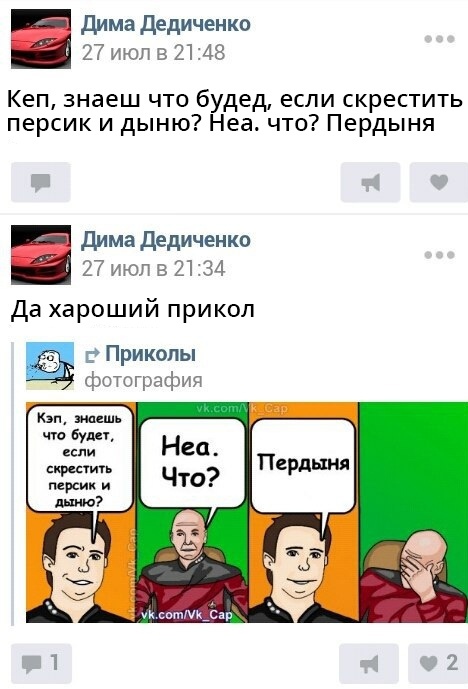 Дима Дедиченко
27 июл в 21:48
Кеп, знаеш что будед, если скрестить
персик и дыню? Неа. что? Пердыня
Дима Дедиченко
27 июл в 21:34
Да хароший прикол
Приколы
фотография
vk.com/Vk_Cap
Кэп, знаешь
что будет,
если
скрестить
персик и
дыню?
Неа.
Что?
Пердыня
vk.com/Vk_Cap
vk.com/Vk_Cap
1
2